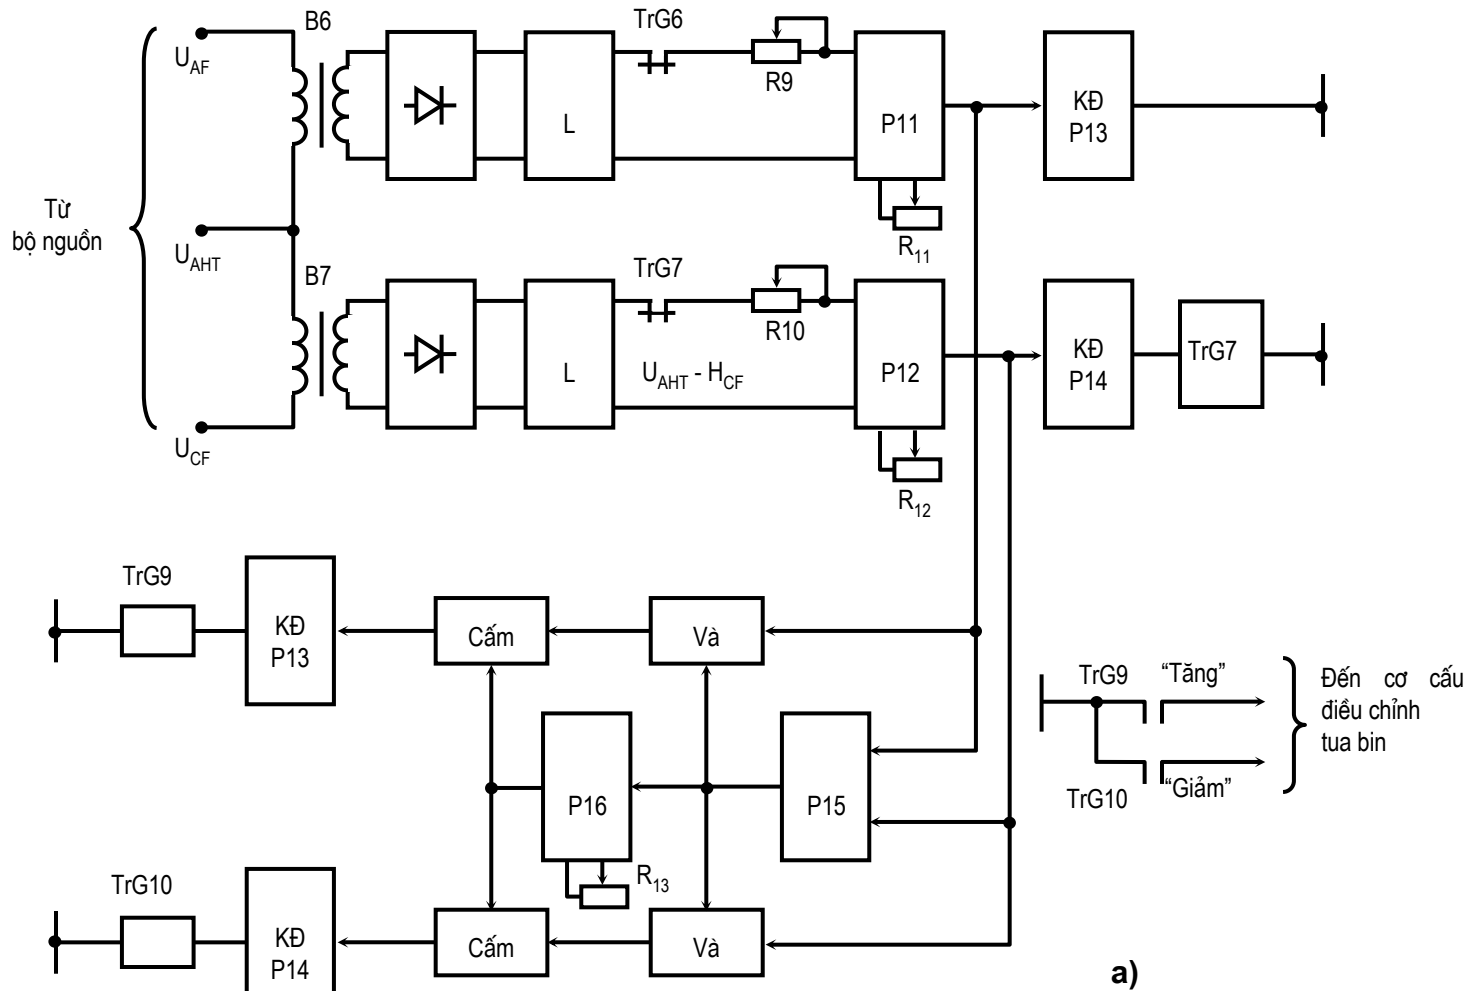 B6
TrG6
U_AF
R9
L
P11
KĐ
P13
Từ
bộ nguồn
R_11
U_AHT
B7
TrG7
R10
L
U_AHT - H_CF
P12
KĐ
P14
TrG7
U_CF
R_12
TrG9
KĐ
P13
Cấm
Và
TrG9
“Tăng”
Đến cơ cấu
điều chỉnh
tua bin
TrG10
“Giảm”
P16
P15
R_13
TrG10
KĐ
P14
Cấm
Và
a)